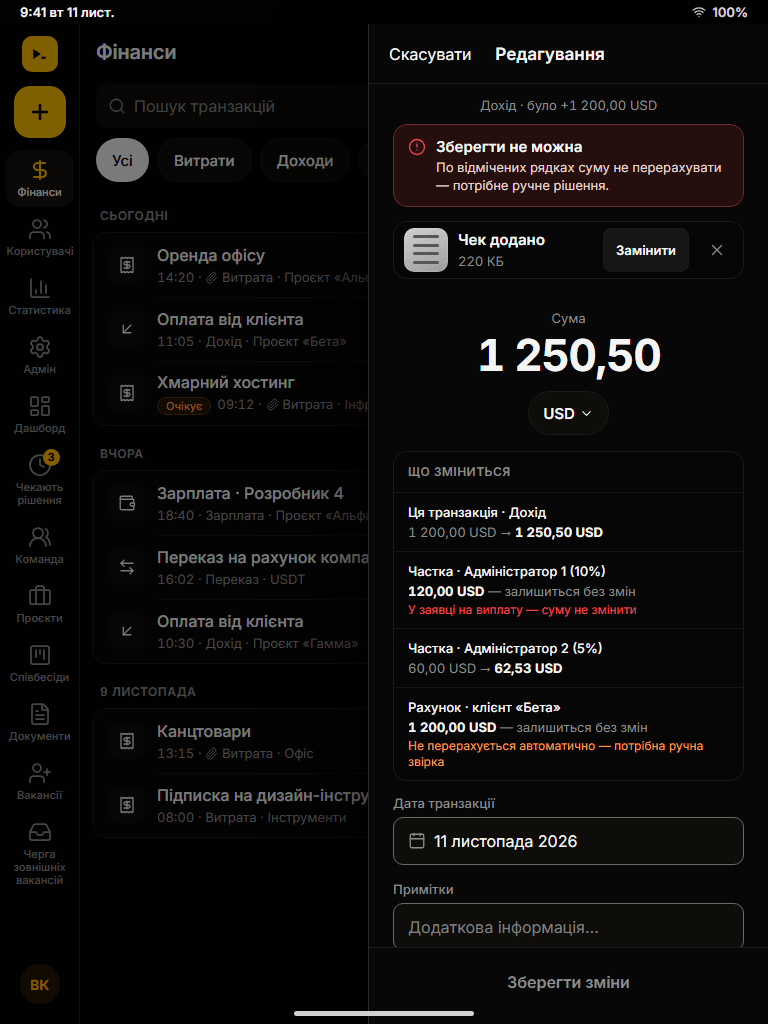 9:41 вт 11 лист.
100%
Фінанси
Користувачі
Статистика
Адмін
Дашборд
3
Чекають
рішення
Команда
Проєкти
Співбесіди
Документи
Вакансії
Черга
зовнішніх
вакансій
ВК
Фінанси
Пошук транзакцій
Усі
Витрати
Доходи
СЬОГОДНІ
Оренда офісу
14:20 · Витрата · Проєкт «Альф
Оплата від клієнта
11:05 · Дохід · Проєкт «Бета»
Хмарний хостинг
Очікує 09:12 · Витрата · Інфр
ВЧОРА
Зарплата · Розробник 4
18:40 · Зарплата · Проєкт «Альфа
Переказ на рахунок компа
16:02 · Переказ · USDT
Оплата від клієнта
10:30 · Дохід · Проєкт «Гамма»
9 ЛИСТОПАДА
Канцтовари
13:15 · Витрата · Офіс
Підписка на дизайн-інстру
08:00 · Витрата · Інструменти
Скасувати Редагування
Дохід · було +1 200,00 USD
Зберегти не можна
По відмічених рядках суму не перерахувати
— потрібне ручне рішення.
Чек додано
220 КБ
Замінити
Сума
1 250,50
USD
ЩО ЗМІНИТЬСЯ
Ця транзакція · Дохід
1 200,00 USD → 1 250,50 USD
Частка · Адміністратор 1 (10%)
120,00 USD — залишиться без змін
У заявці на виплату — суму не змінити
Частка · Адміністратор 2 (5%)
60,00 USD → 62,53 USD
Рахунок · клієнт «Бета»
1 200,00 USD — залишиться без змін
Не перерахується автоматично — потрібна ручна
звірка
Дата транзакції
11 листопада 2026
Примітки
Додаткова інформація...
Зберегти зміни